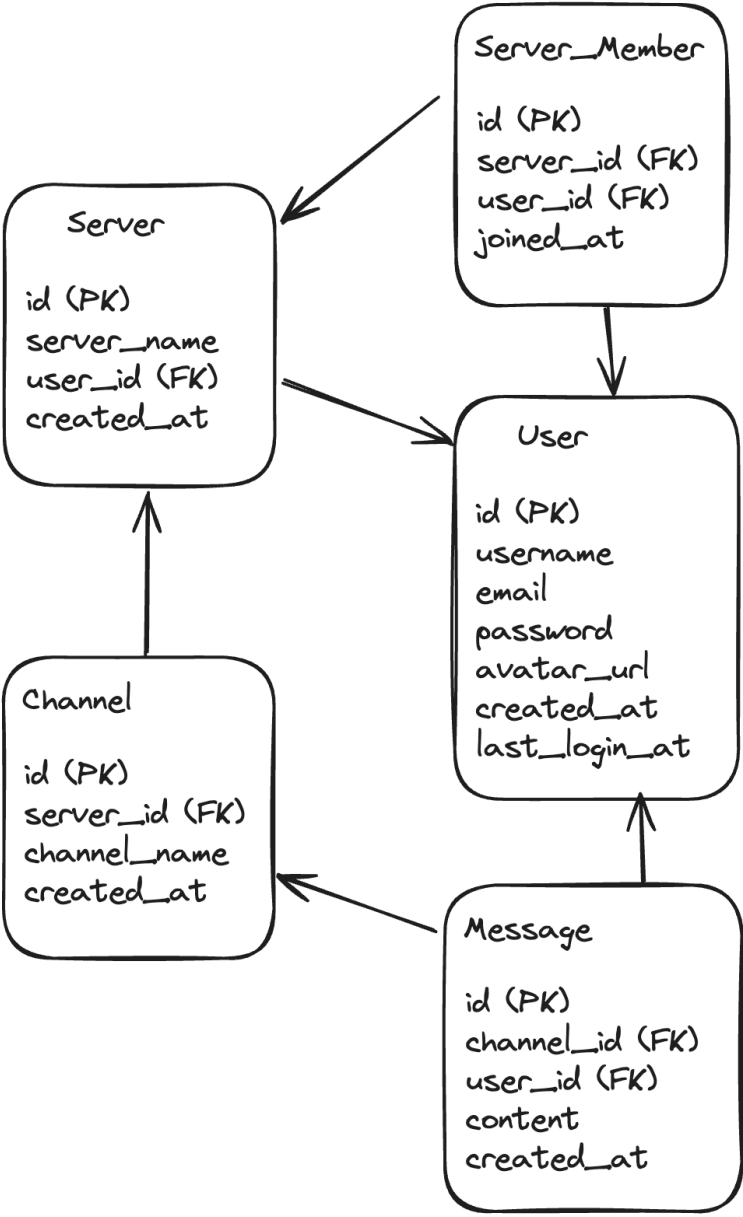 Server_Member
id (PK)
server_id (FK)
user_id (FK)
joined_at
Server
id (PK)
server_name
user_id (FK)
created_at
User
id (PK)
username
email
password
avatar_url
created_at
last_login_at
Channel
id (PK)
server_id (FK)
channel_name
created_at
Message
id (PK)
channel_id (FK)
user_id (FK)
content
created_at